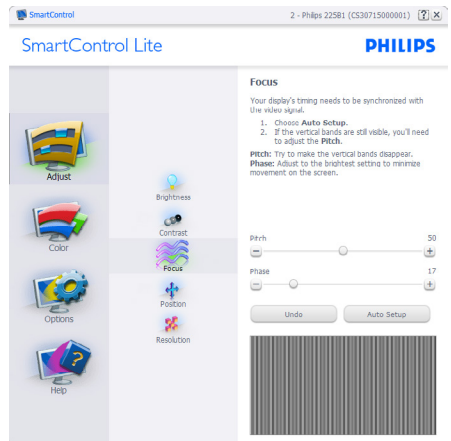 SmartControl
2 - Philips 225B1 (CS30715000001)
?
SmartControl Lite
PHILIPS
Adjust
Color
Options
Help
Brightness
Contrast
Focus
Position
Resolution
Focus
Your display's timing needs to be synchronized with
the video signal.
1. Choose Auto Setup.
2. If the vertical bands are still visible, you'll need
to adjust the Pitch.
Pitch: Try to make the vertical bands disappear.
Phase: Adjust to the brightest setting to minimize
movement on the screen.
Pitch 50
Phase 17
Undo Auto Setup